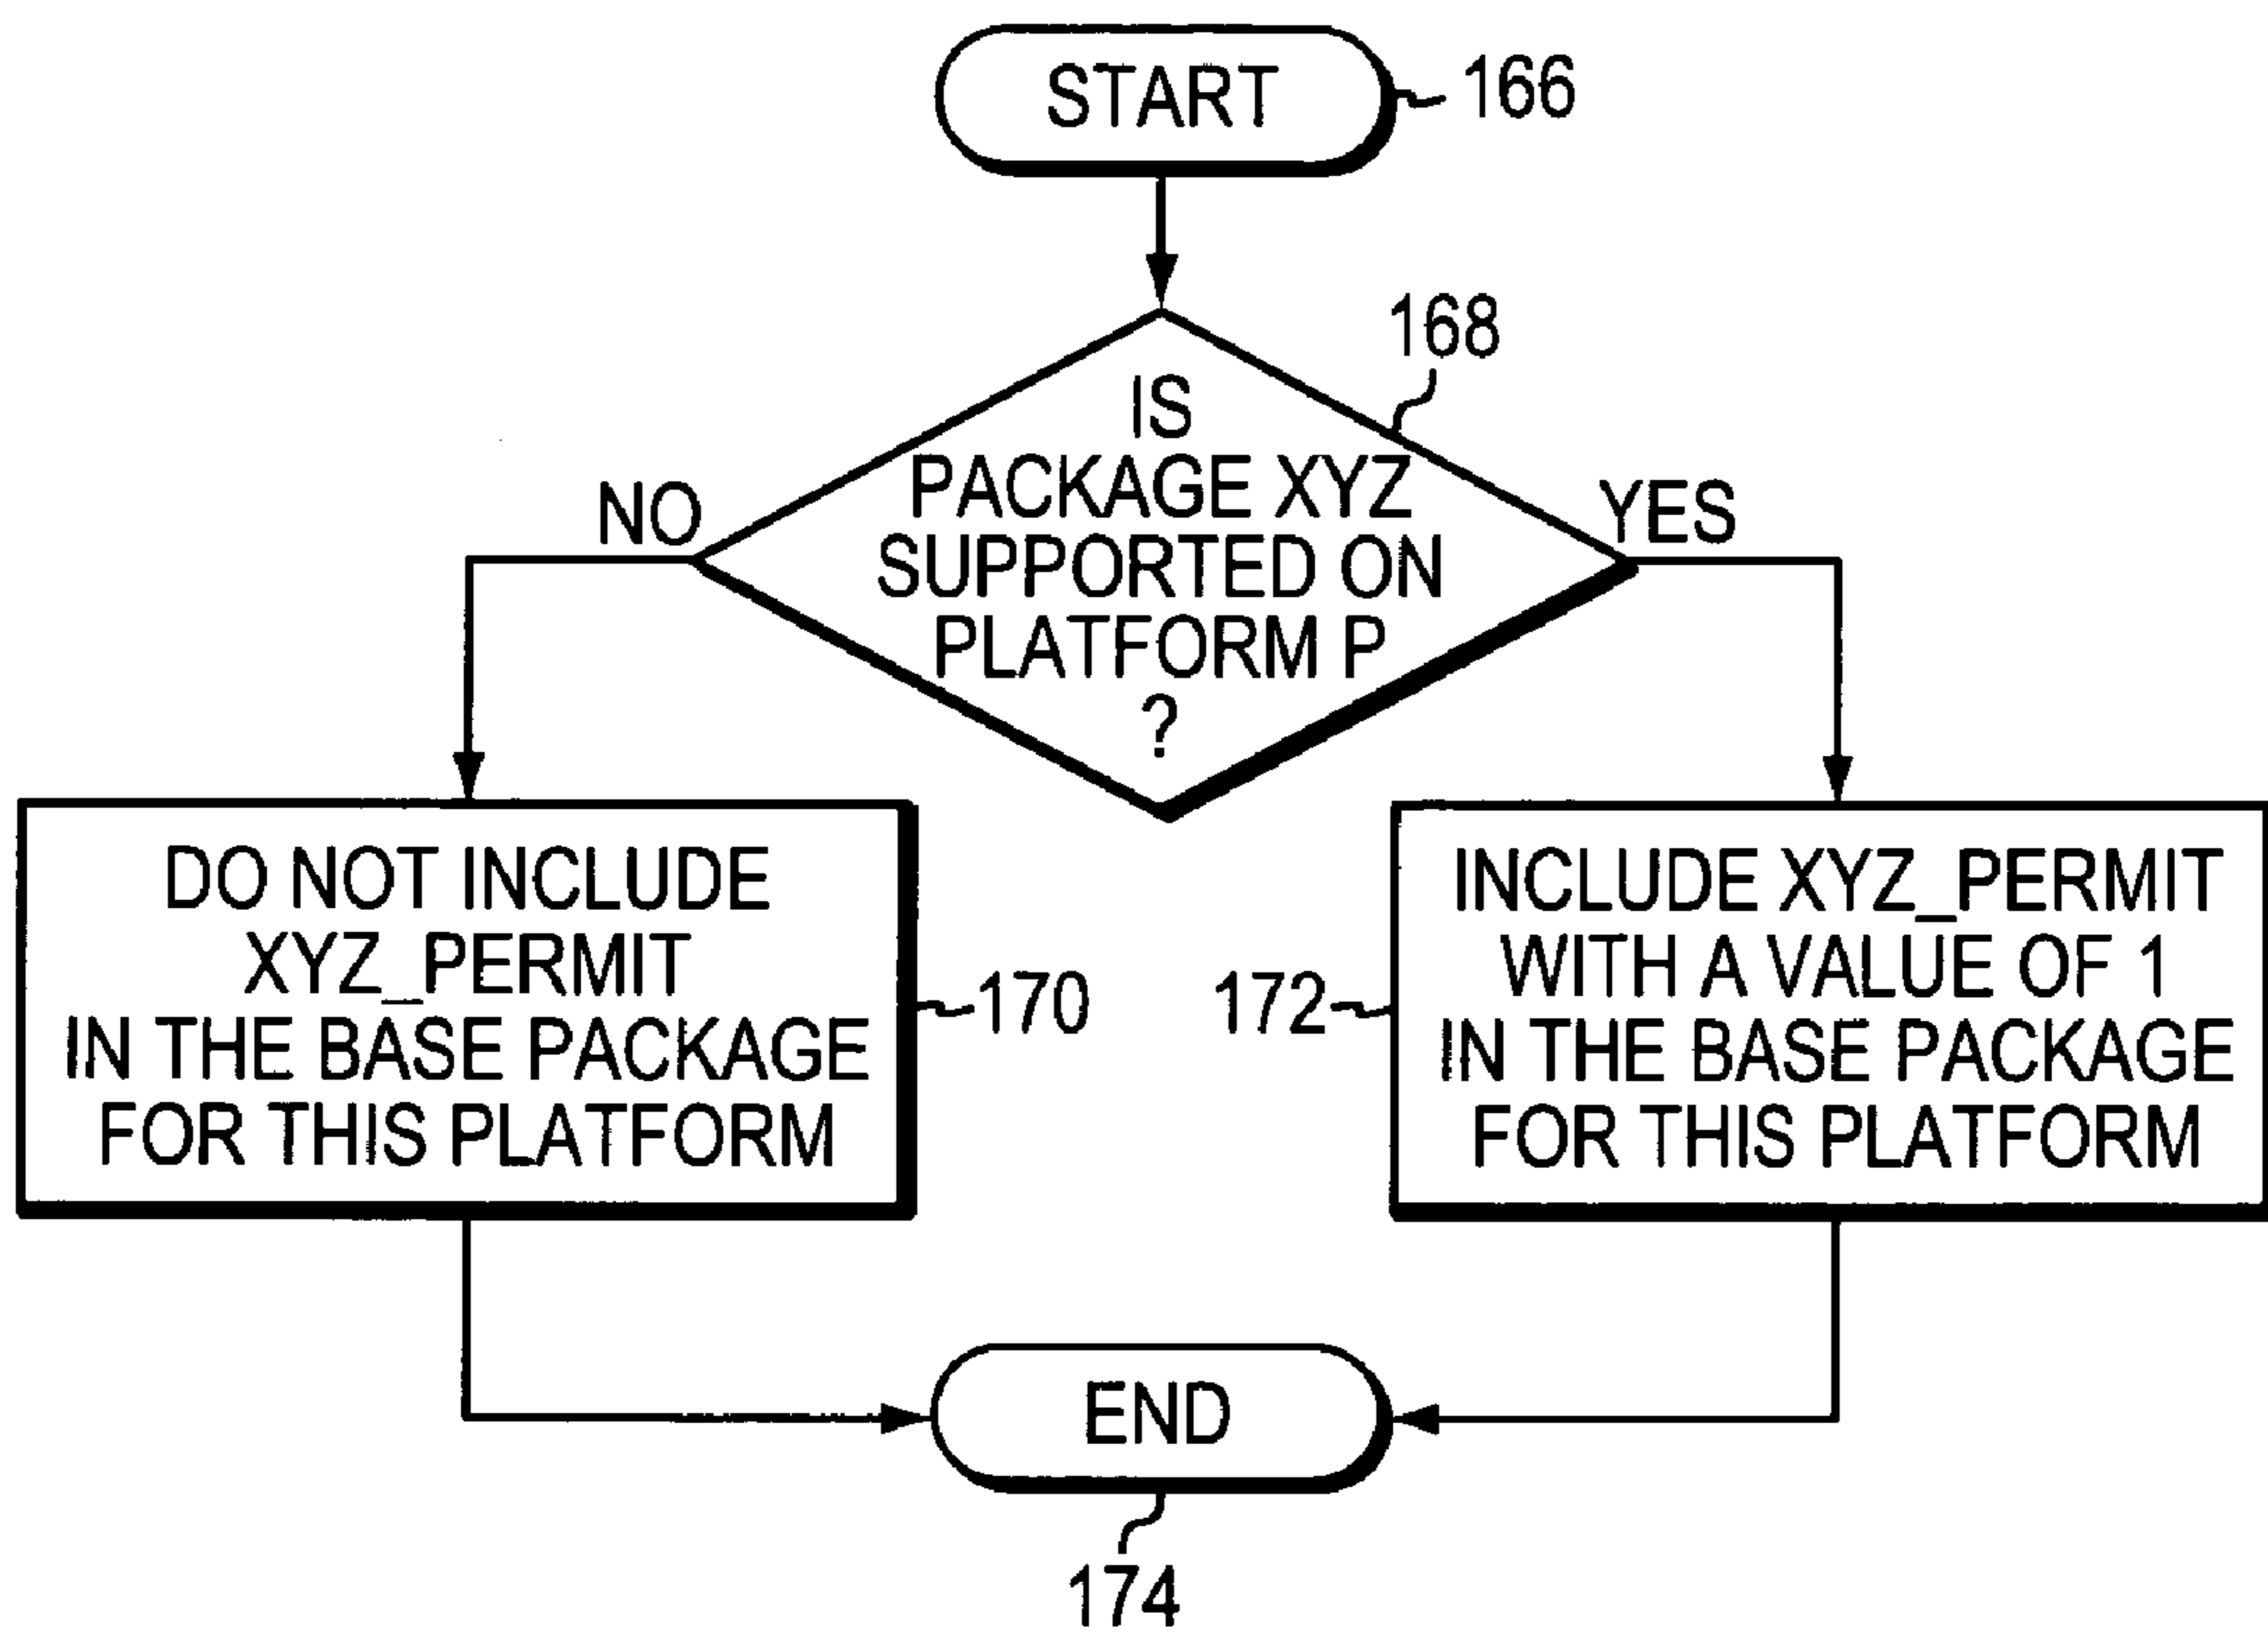 START
166
168
IS
PACKAGE XYZ
SUPPORTED ON
PLATFORM P
?
NO
YES
DO NOT INCLUDE
XYZ_PERMIT
IN THE BASE PACKAGE
FOR THIS PLATFORM
170
172
INCLUDE XYZ_PERMIT
WITH A VALUE OF 1
IN THE BASE PACKAGE
FOR THIS PLATFORM
END
174